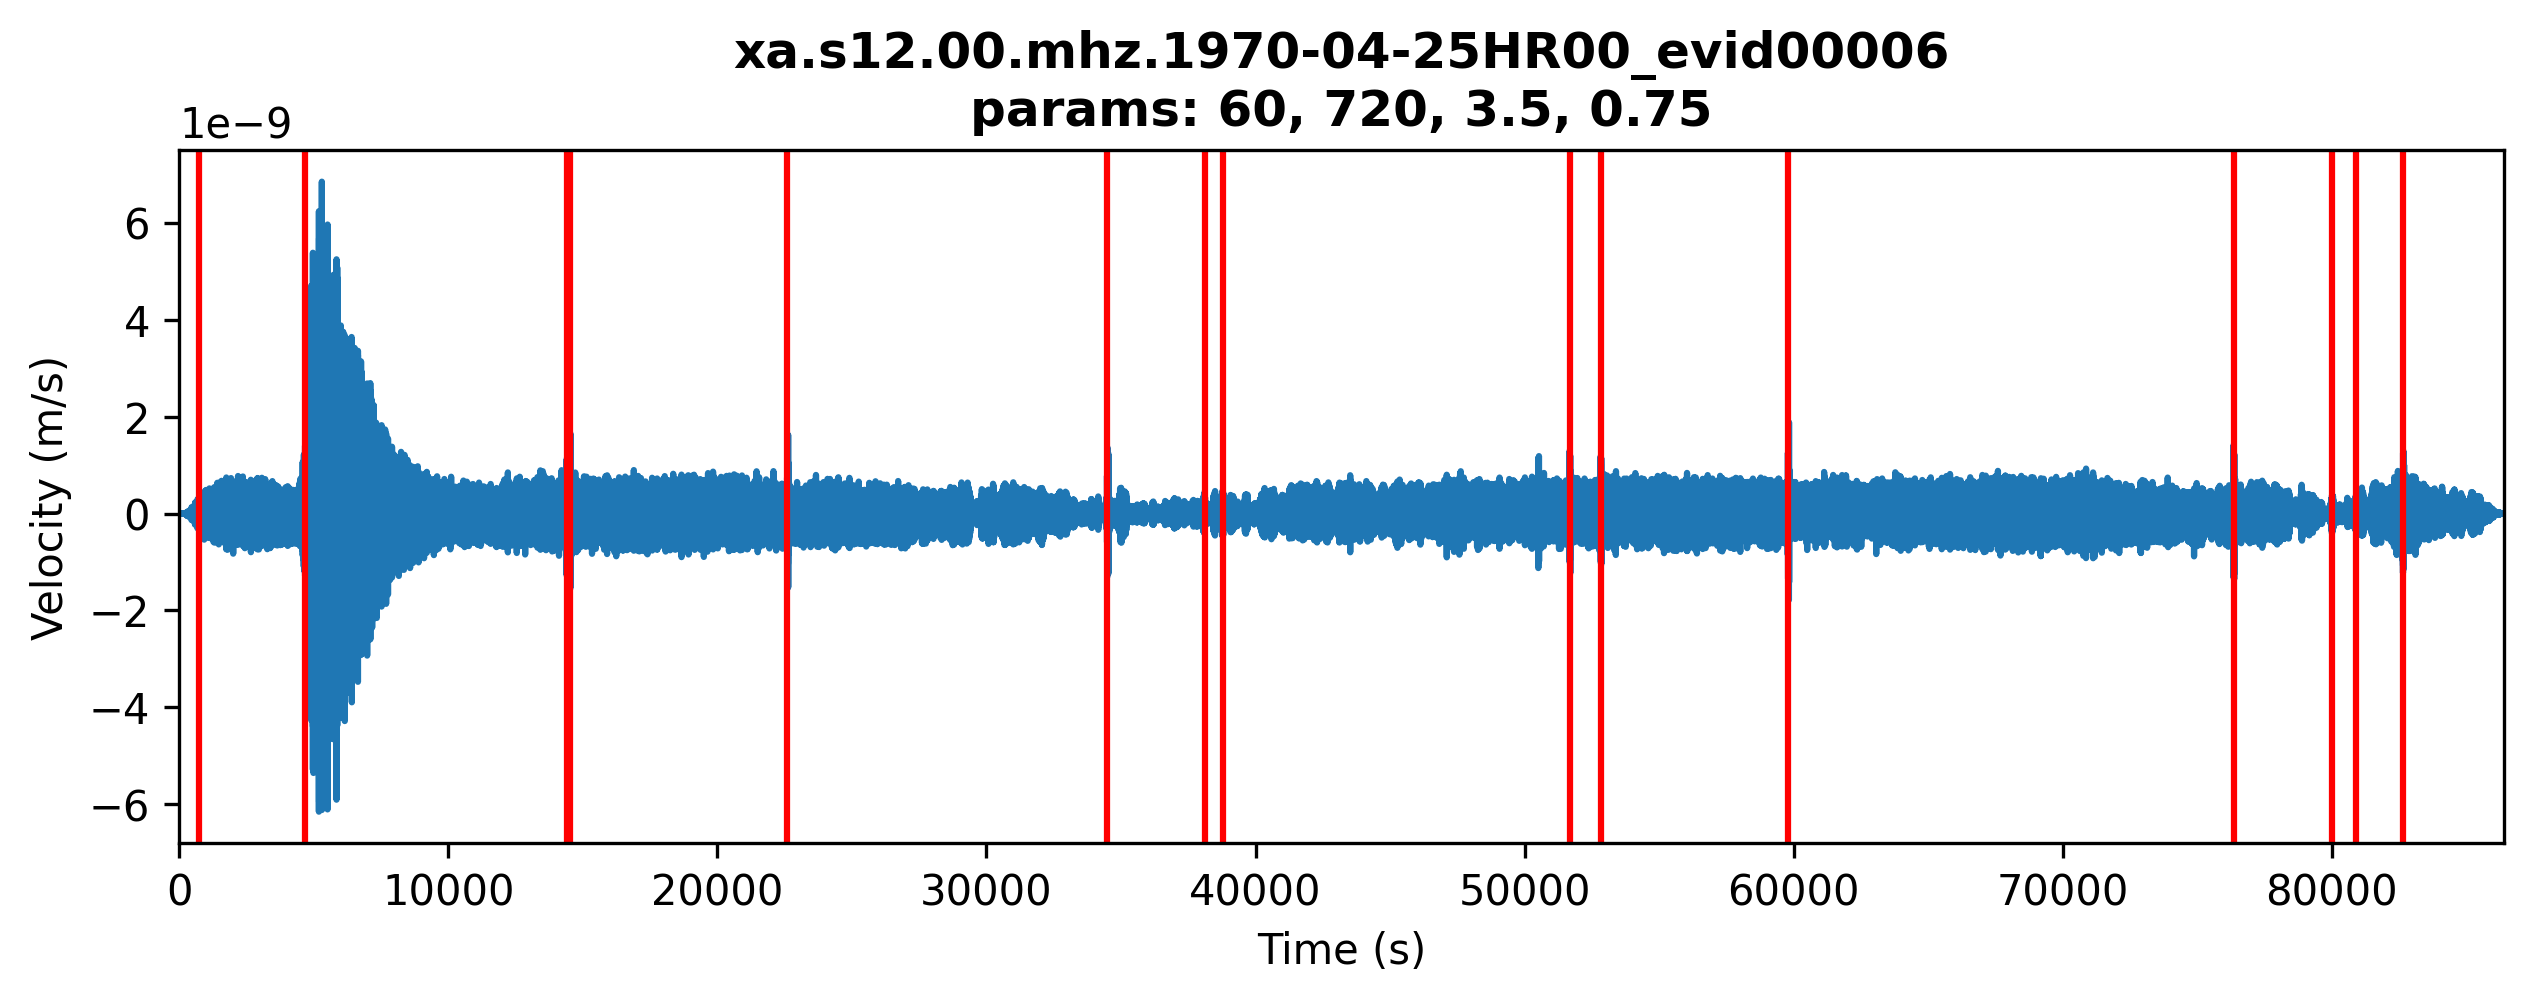 xa.s12.00.mhz.1970-04-25HR00_evid00006
params: 60, 720, 3.5, 0.75
1e−9
6
4
2
0
−2
−4
−6
Velocity (m/s)
0 10000 20000 30000 40000 50000 60000 70000 80000
Time (s)